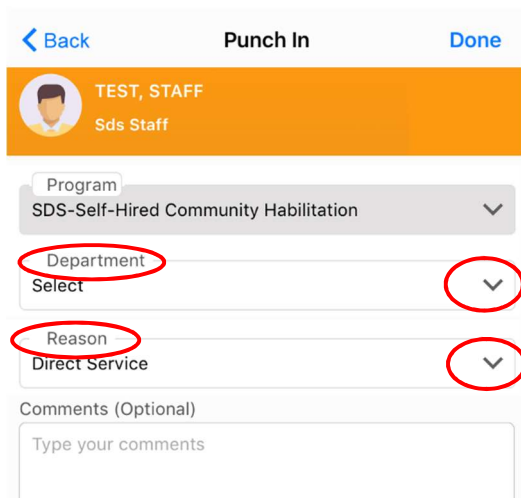 Back Punch In Done
TEST, STAFF
Sds Staff
Program
SDS-Self-Hired Community Habilitation
Department
Select
Reason
Direct Service
Comments (Optional)
Type your comments